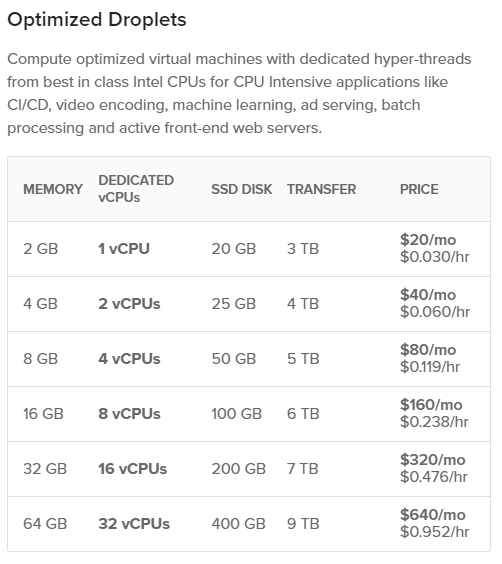 Optimized Droplets
Compute optimized virtual machines with dedicated hyper-threads
from best in class Intel CPUs for CPU Intensive applications like
CI/CD, video encoding, machine learning, ad serving, batch
processing and active front-end web servers.
MEMORY DEDICATED vCPUs SSD DISK TRANSFER PRICE
2 GB 1 vCPU 20 GB 3 TB $20/mo
$0.030/hr
4 GB 2 vCPUs 25 GB 4 TB $40/mo
$0.060/hr
8 GB 4 vCPUs 50 GB 5 TB $80/mo
$0.119/hr
16 GB 8 vCPUs 100 GB 6 TB $160/mo
$0.238/hr
32 GB 16 vCPUs 200 GB 7 TB $320/mo
$0.476/hr
64 GB 32 vCPUs 400 GB 9 TB $640/mo
$0.952/hr